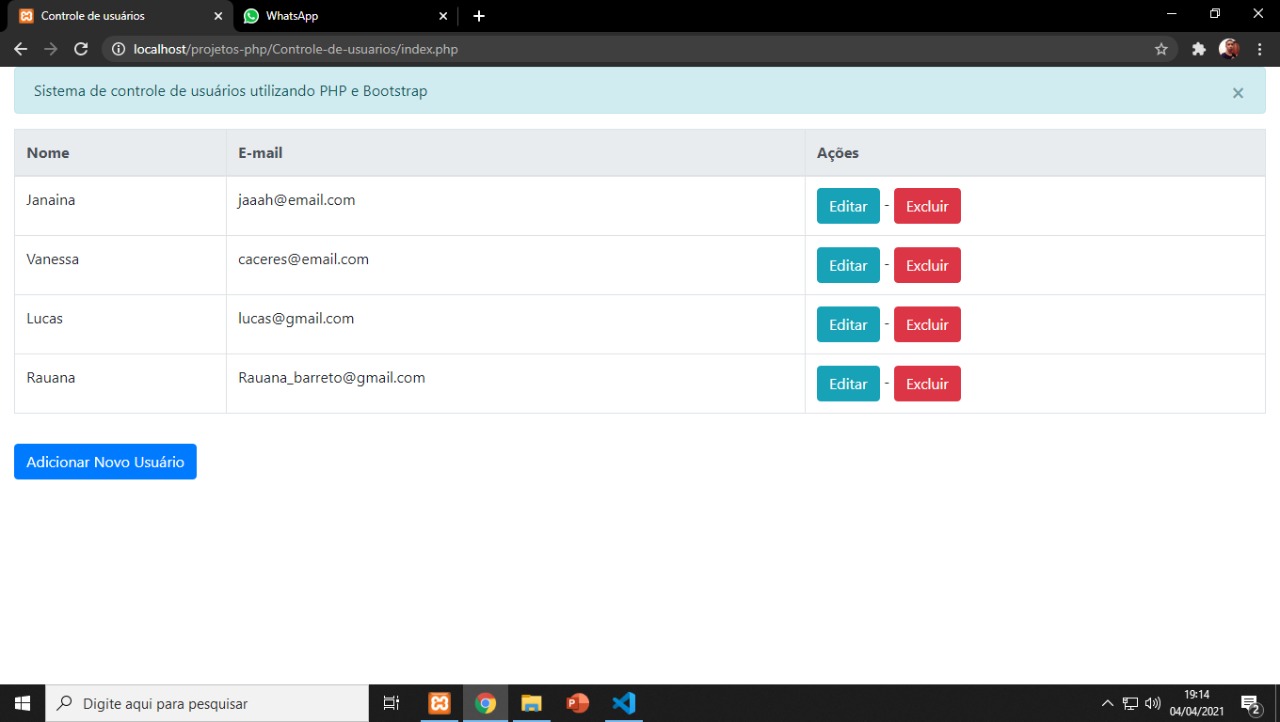 Controle de usuários
WhatsApp
localhost/projetos-php/Controle-de-usuarios/index.php
Sistema de controle de usuários utilizando PHP e Bootstrap
Nome E-mail Ações
Janaina jaaah@email.com Editar - Excluir
Vanessa caceres@email.com Editar - Excluir
Lucas lucas@gmail.com Editar - Excluir
Rauana Rauana_barreto@gmail.com Editar - Excluir
Adicionar Novo Usuário
Digite aqui para pesquisar
19:14
04/04/2021
2